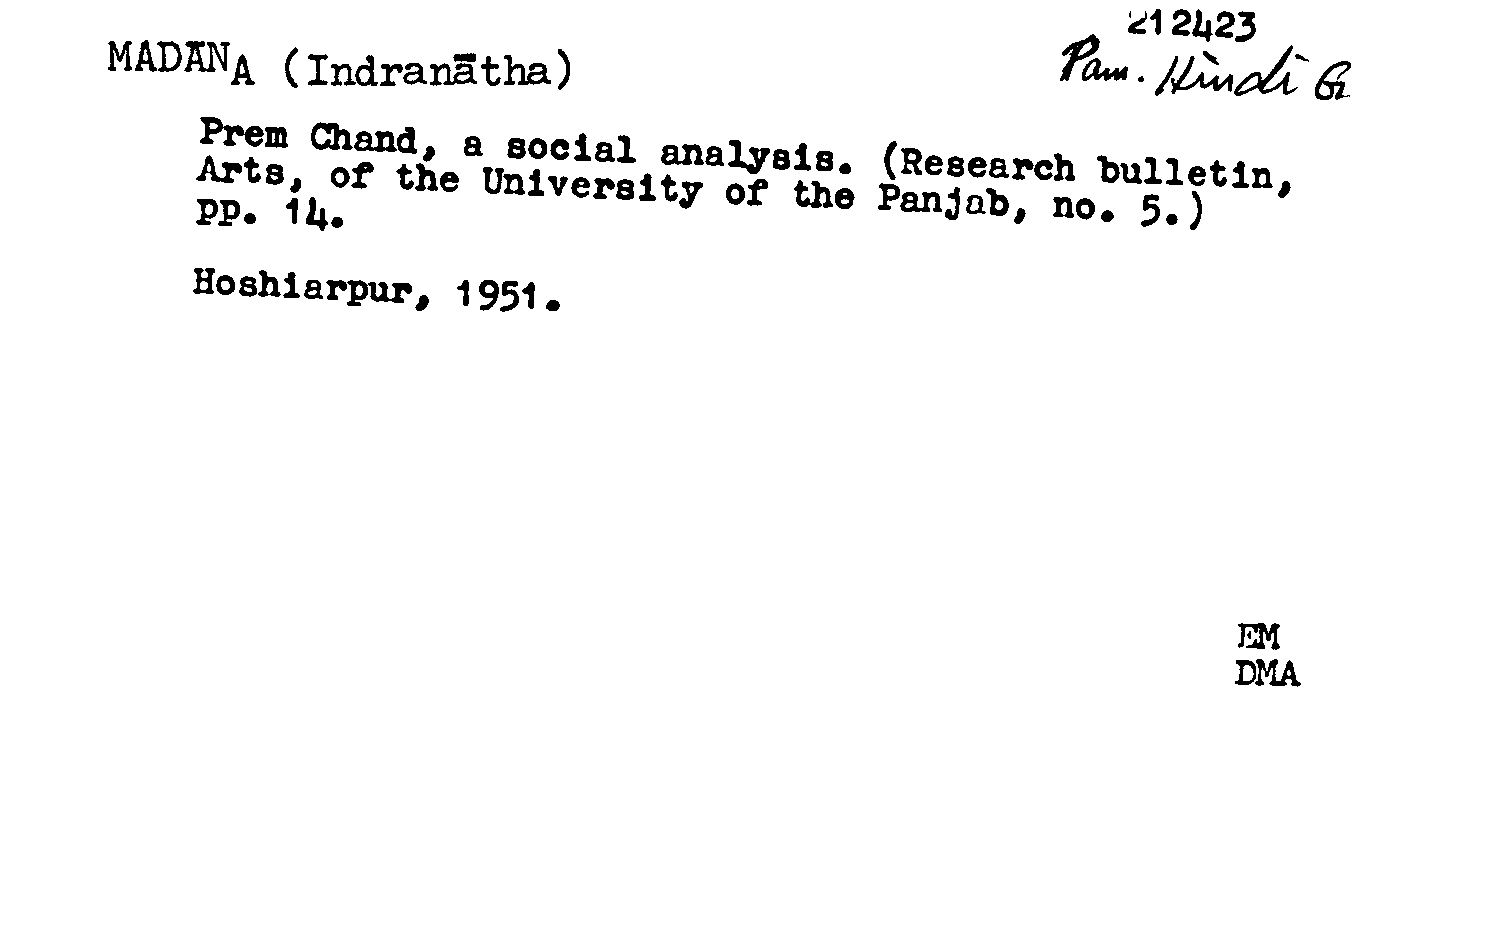 212423
Pam. Hindi G
MADĀNA (Indranātha)
Prem Chand, a social analysis. (Research bulletin,
Arts, of the University of the Panjab, no. 5.)
pp. 14.
Hoshiarpur, 1951.
EM
DMA